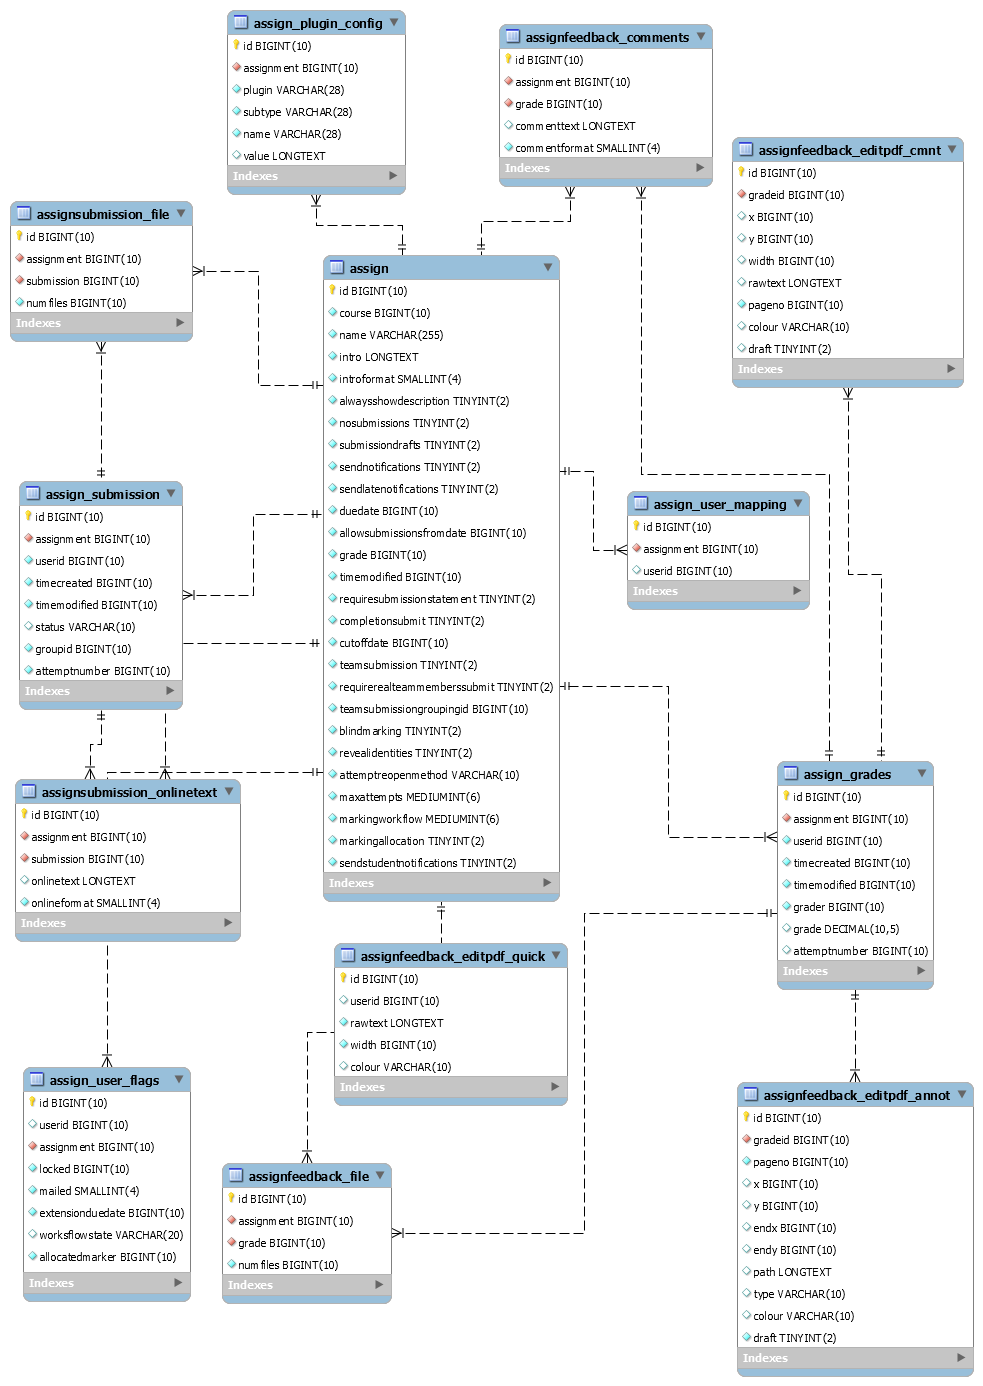 assign_plugin_config
id BIGINT(10)
assignment BIGINT(10)
plugin VARCHAR(28)
subtype VARCHAR(28)
name VARCHAR(28)
value LONGTEXT
Indexes
assignfeedback_comments
id BIGINT(10)
assignment BIGINT(10)
grade BIGINT(10)
commenttext LONGTEXT
commentformat SMALLINT(4)
Indexes
assignfeedback_editpdf_cmnt
id BIGINT(10)
gradeid BIGINT(10)
x BIGINT(10)
y BIGINT(10)
width BIGINT(10)
rawtext LONGTEXT
pageno BIGINT(10)
colour VARCHAR(10)
draft TINYINT(2)
Indexes
assignsubmission_file
id BIGINT(10)
assignment BIGINT(10)
submission BIGINT(10)
numfiles BIGINT(10)
Indexes
assign
id BIGINT(10)
course BIGINT(10)
name VARCHAR(255)
intro LONGTEXT
introformat SMALLINT(4)
alwaysshowdescription TINYINT(2)
nosubmissions TINYINT(2)
submissiondrafts TINYINT(2)
sendnotifications TINYINT(2)
sendlatenotifications TINYINT(2)
duedate BIGINT(10)
allowsubmissionsfromdate BIGINT(10)
grade BIGINT(10)
timemodified BIGINT(10)
requiresubmissionstatement TINYINT(2)
completionsubmit TINYINT(2)
cutoffdate BIGINT(10)
teamsubmission TINYINT(2)
requirerealteammemberssubmit TINYINT(2)
teamsubmissiongroupingid BIGINT(10)
blindmarking TINYINT(2)
revealidentities TINYINT(2)
attemptreopenmethod VARCHAR(10)
maxattempts MEDIUMINT(6)
markingworkflow MEDIUMINT(6)
markingallocation TINYINT(2)
sendstudentnotifications TINYINT(2)
Indexes
assign_submission
id BIGINT(10)
assignment BIGINT(10)
userid BIGINT(10)
timecreated BIGINT(10)
timemodified BIGINT(10)
status VARCHAR(10)
groupid BIGINT(10)
attemptnumber BIGINT(10)
Indexes
assign_user_mapping
id BIGINT(10)
assignment BIGINT(10)
userid BIGINT(10)
Indexes
assignsubmission_onlinetext
id BIGINT(10)
assignment BIGINT(10)
submission BIGINT(10)
onlinetext LONGTEXT
onlineformat SMALLINT(4)
Indexes
assign_grades
id BIGINT(10)
assignment BIGINT(10)
userid BIGINT(10)
timecreated BIGINT(10)
timemodified BIGINT(10)
grader BIGINT(10)
grade DECIMAL(10,5)
attemptnumber BIGINT(10)
Indexes
assignfeedback_editpdf_quick
id BIGINT(10)
userid BIGINT(10)
rawtext LONGTEXT
width BIGINT(10)
colour VARCHAR(10)
Indexes
assign_user_flags
id BIGINT(10)
userid BIGINT(10)
assignment BIGINT(10)
locked BIGINT(10)
mailed SMALLINT(4)
extensionduedate BIGINT(10)
worksflowstate VARCHAR(20)
allocatedmarker BIGINT(10)
Indexes
assignfeedback_file
id BIGINT(10)
assignment BIGINT(10)
grade BIGINT(10)
numfiles BIGINT(10)
Indexes
assignfeedback_editpdf_annot
id BIGINT(10)
gradeid BIGINT(10)
pageno BIGINT(10)
x BIGINT(10)
y BIGINT(10)
endx BIGINT(10)
endy BIGINT(10)
path LONGTEXT
type VARCHAR(10)
colour VARCHAR(10)
draft TINYINT(2)
Indexes